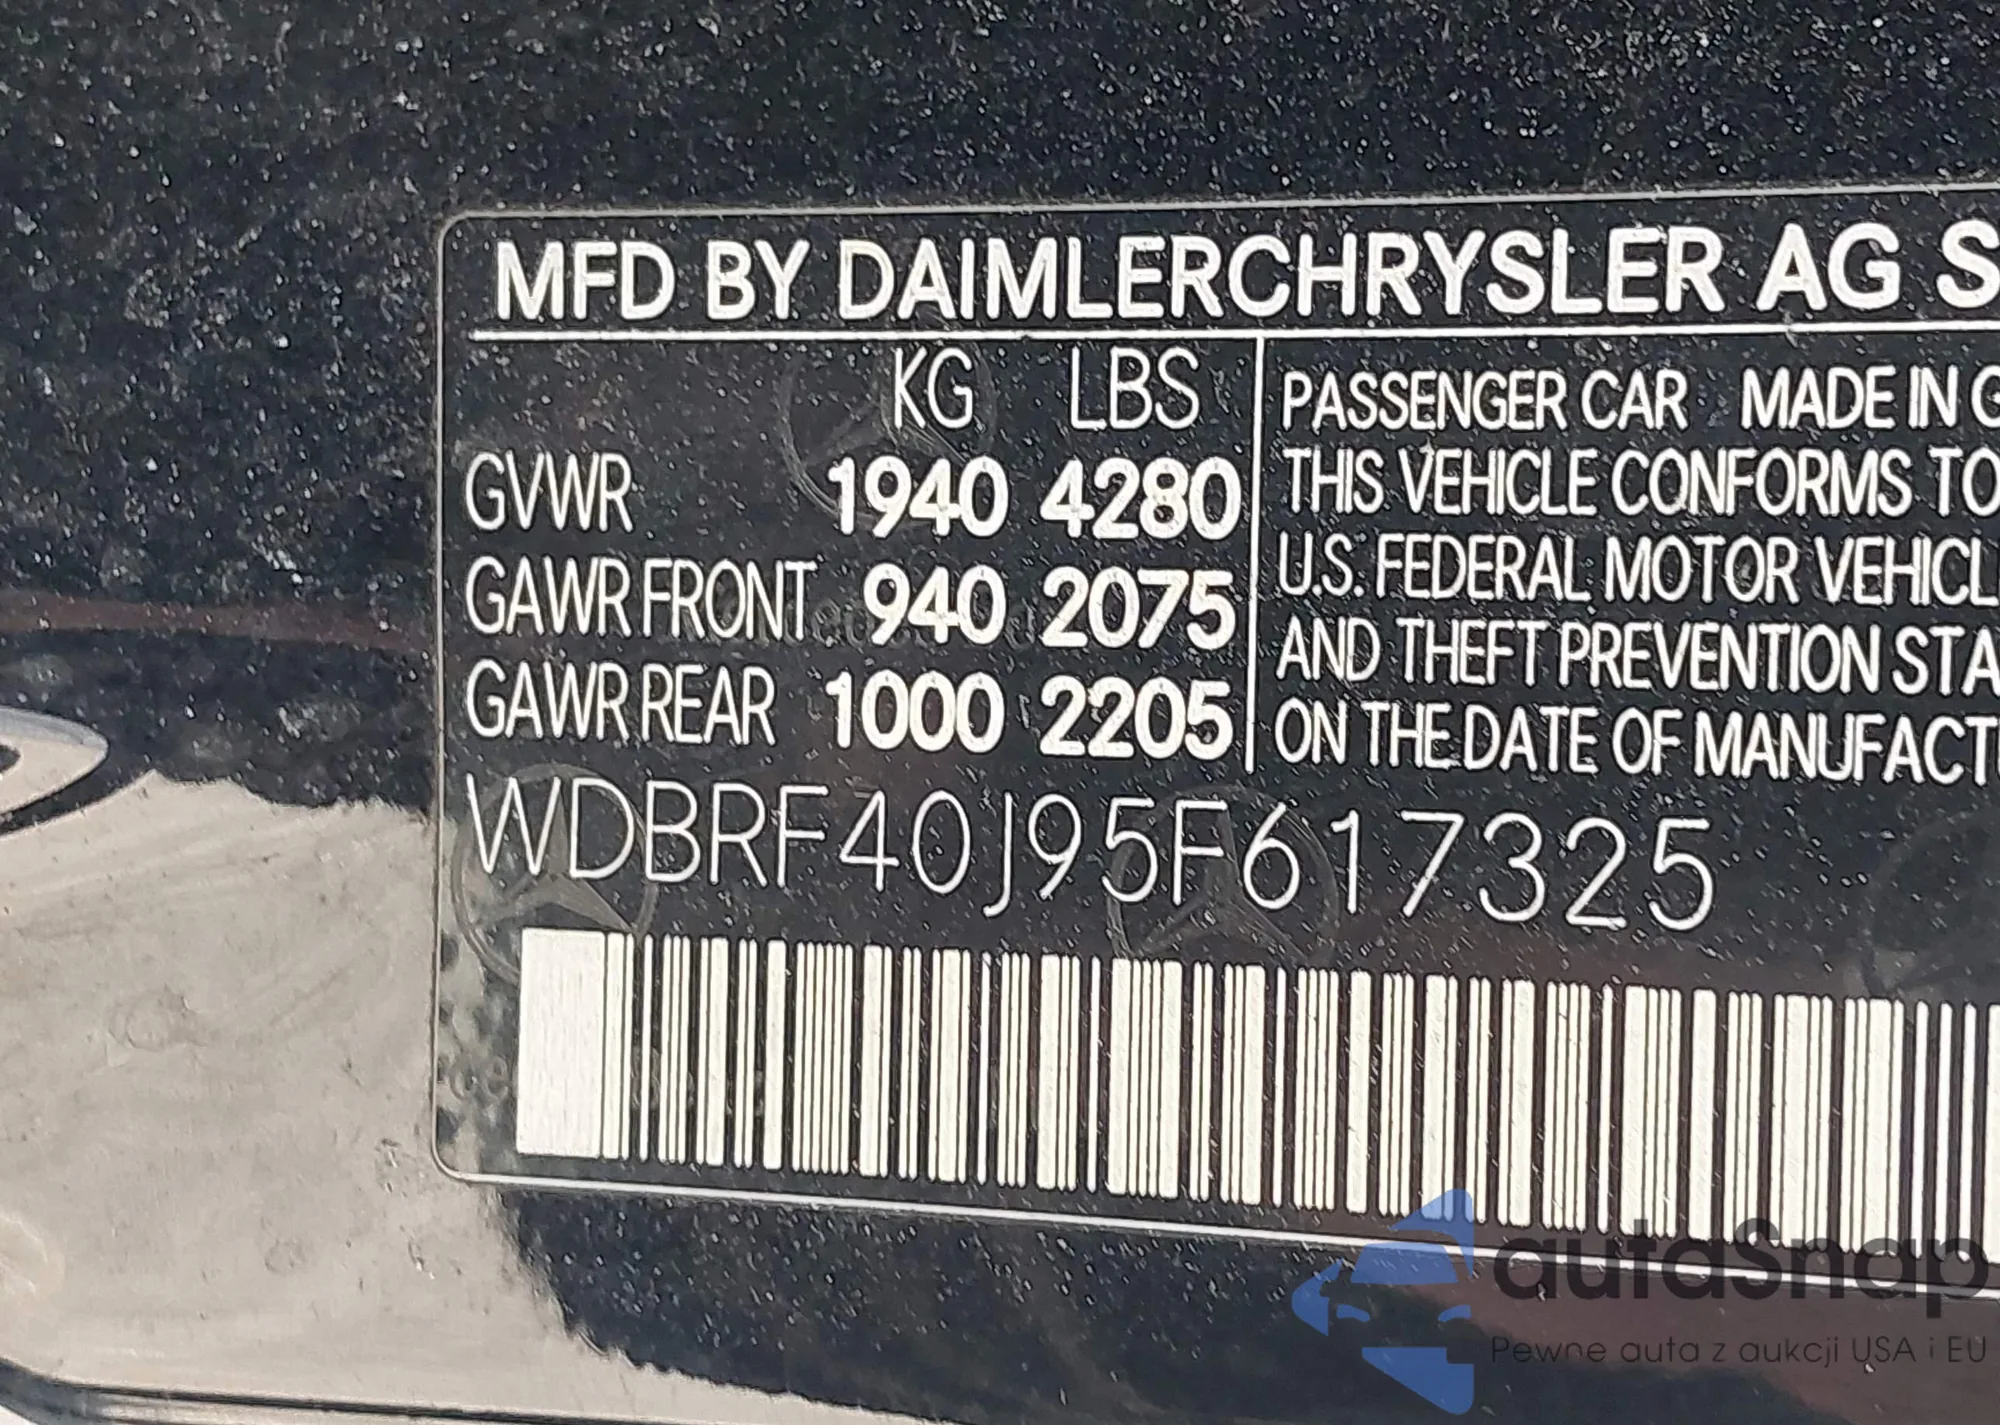 MFD BY DAIMLERCHRYSLER AG S
KG LBS
GVWR 1940 4280
GAWR FRONT 940 2075
GAWR REAR 1000 2205
PASSENGER CAR MADE IN G
THIS VEHICLE CONFORMS TO
U.S. FEDERAL MOTOR VEHICL
AND THEFT PREVENTION STA
ON THE DATE OF MANUFACT
WDBRF40J95F617325
autaSnap
Pewne auta z aukcji USA i EU